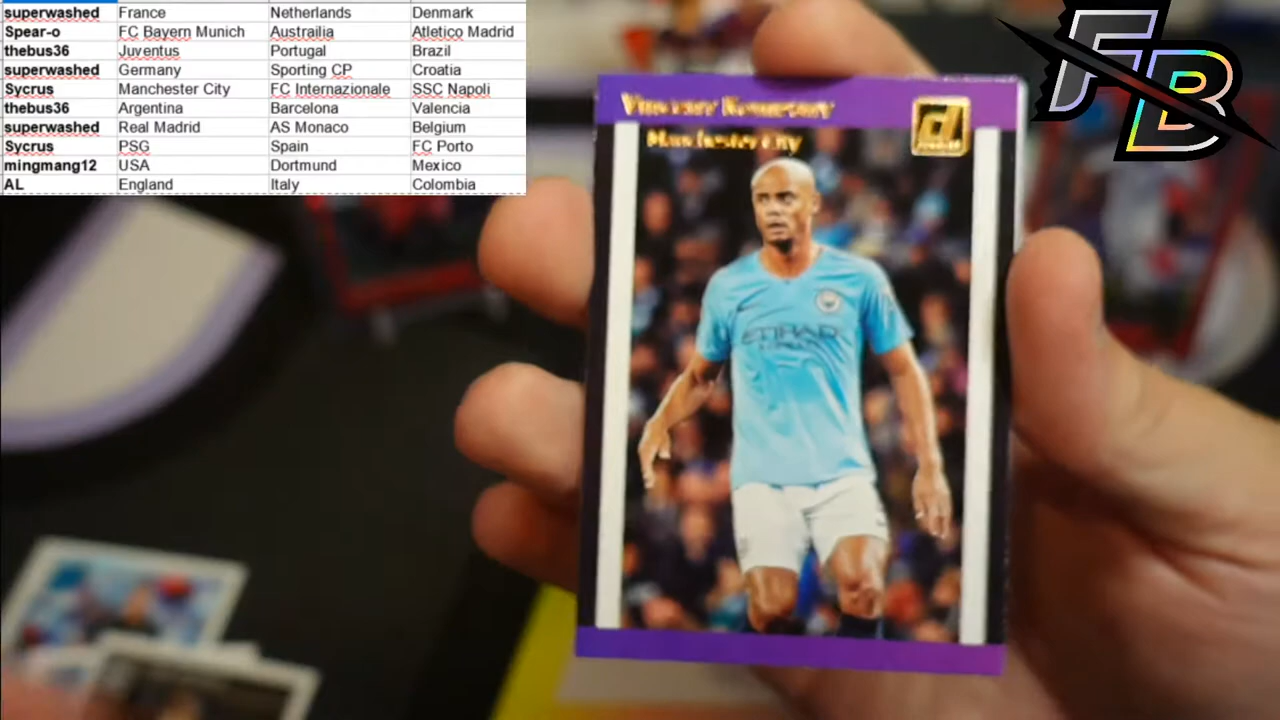 superwashed France Netherlands Denmark
Spear-o FC Bayern Munich Austrailia Atletico Madrid
thebus36 Juventus Portugal Brazil
superwashed Germany Sporting CP Croatia
Sycrus Manchester City FC Internazionale SSC Napoli
thebus36 Argentina Barcelona Valencia
superwashed Real Madrid AS Monaco Belgium
Sycrus PSG Spain FC Porto
mingmang12 USA Dortmund Mexico
AL England Italy Colombia
FB
Vincent Kompany
Manchester City
d
ETIHAD